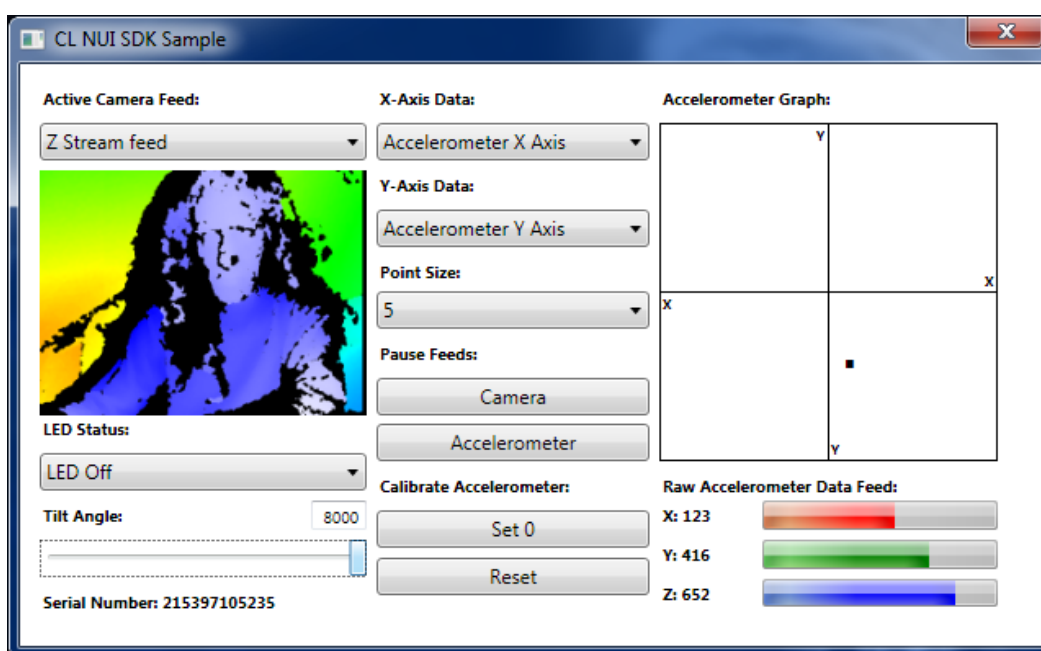 CL NUI SDK Sample
X
Active Camera Feed:
Z Stream feed
LED Status:
LED Off
Tilt Angle:
8000
Serial Number: 215397105235
X-Axis Data:
Accelerometer X Axis
Y-Axis Data:
Accelerometer Y Axis
Point Size:
5
Pause Feeds:
Camera
Accelerometer
Calibrate Accelerometer:
Set 0
Reset
Accelerometer Graph:
Y
X
X
Y
Raw Accelerometer Data Feed:
X: 123
Y: 416
Z: 652